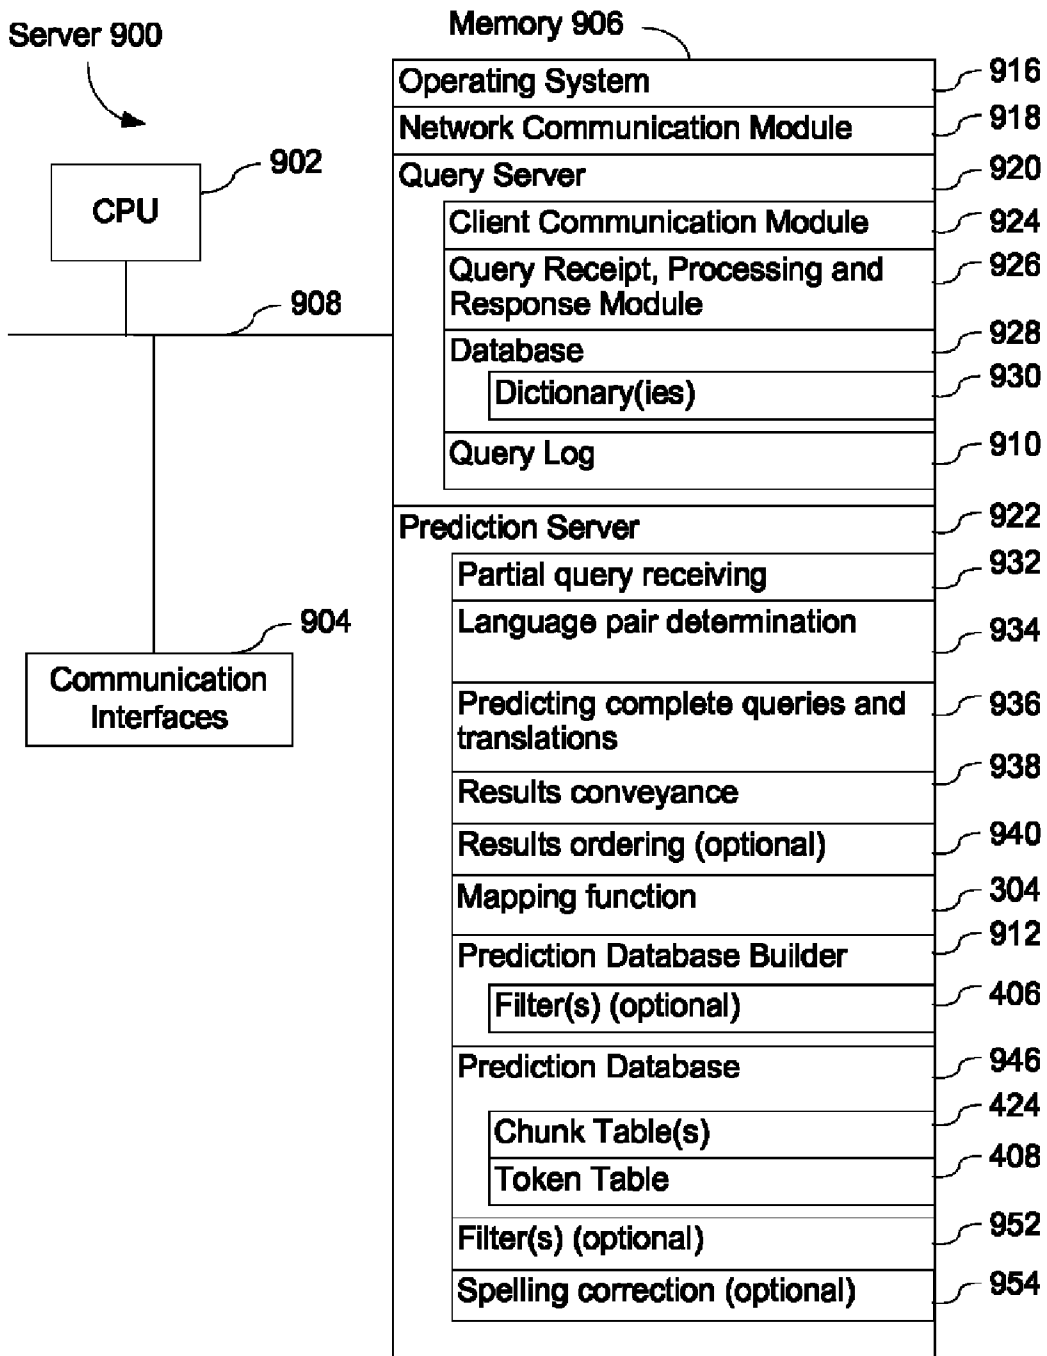 Server 900
Memory 906
Operating System 916
Network Communication Module 918
902
CPU
Query Server 920
Client Communication Module 924
Query Receipt, Processing and 926
Response Module
908
Database 928
Dictionary(ies) 930
Query Log 910
Prediction Server 922
Partial query receiving 932
Language pair determination 934
904
Communication
Interfaces
Predicting complete queries and 936
translations
Results conveyance 938
Results ordering (optional) 940
Mapping function 304
Prediction Database Builder 912
Filter(s) (optional) 406
Prediction Database 946
Chunk Table(s) 424
Token Table 408
Filter(s) (optional) 952
Spelling correction (optional) 954